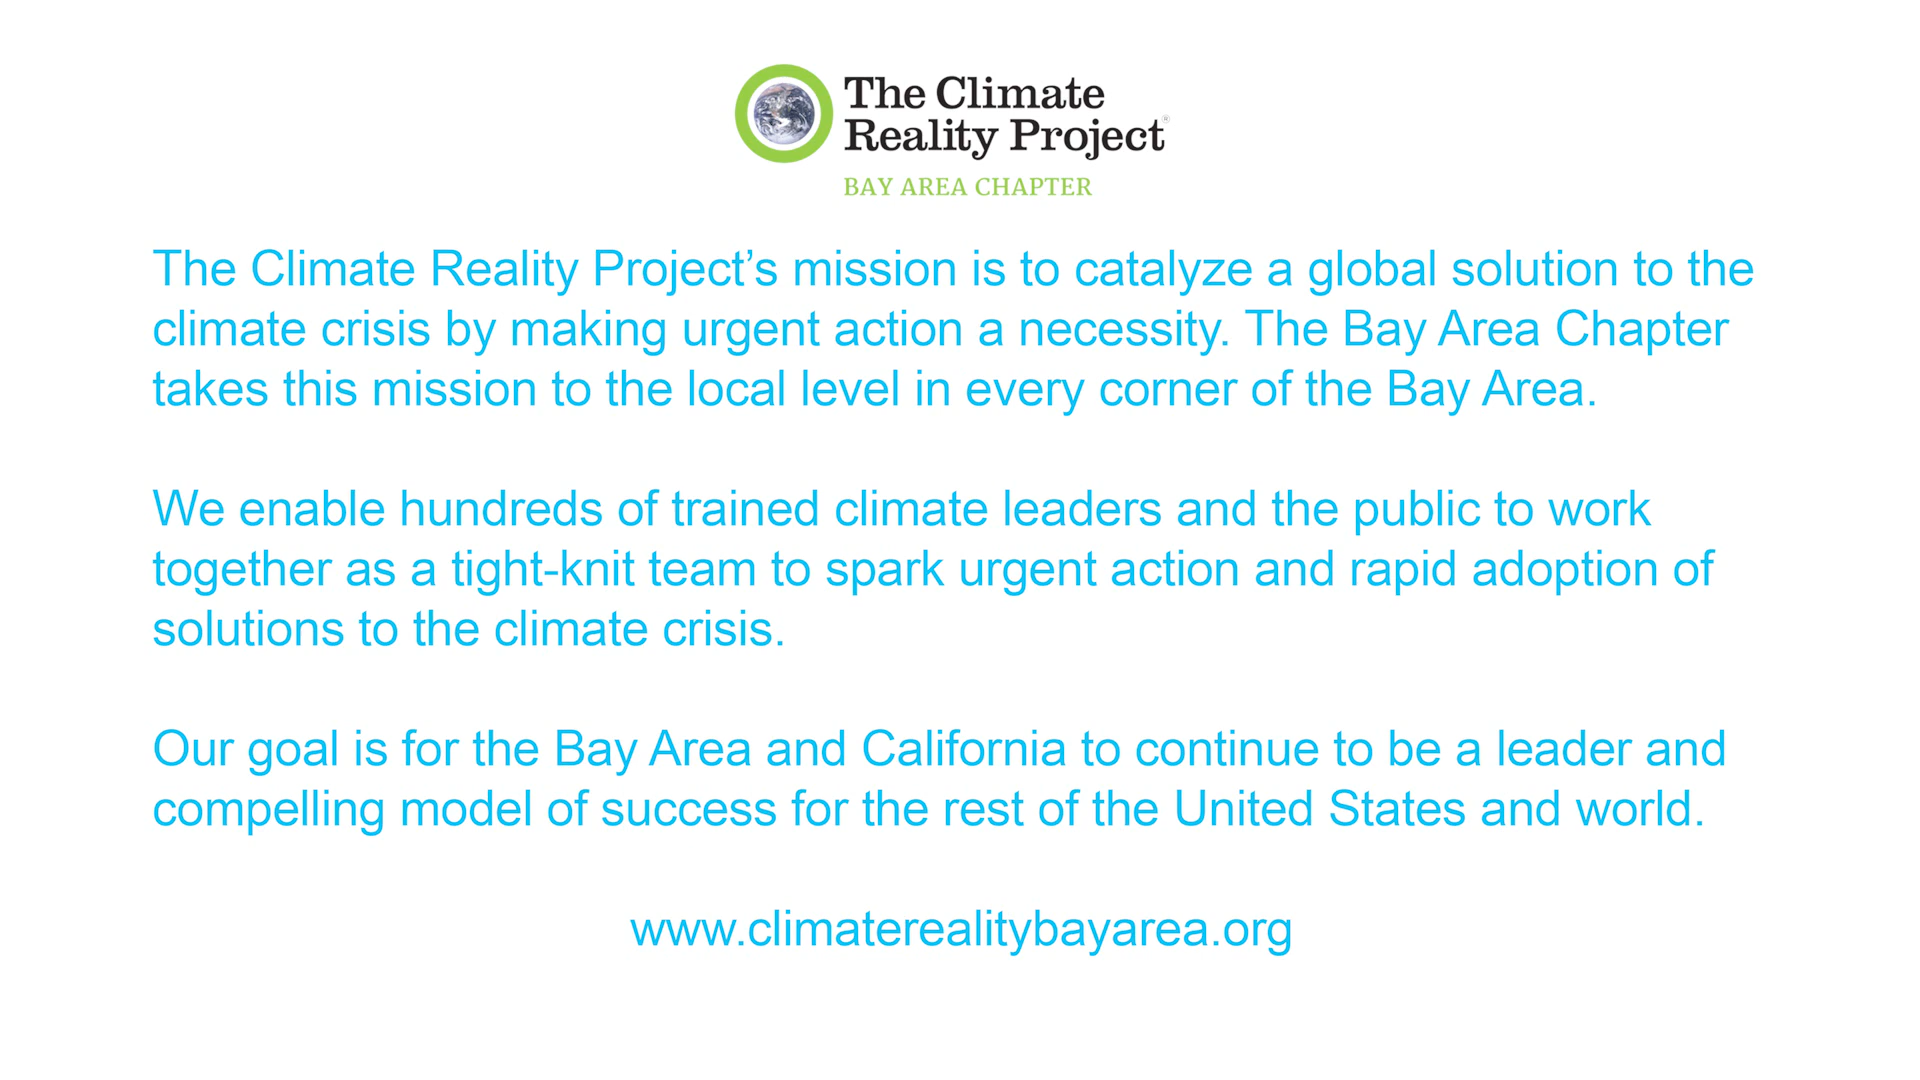 The Climate
Reality Project®
BAY AREA CHAPTER
The Climate Reality Project’s mission is to catalyze a global solution to the
climate crisis by making urgent action a necessity. The Bay Area Chapter
takes this mission to the local level in every corner of the Bay Area.
We enable hundreds of trained climate leaders and the public to work
together as a tight-knit team to spark urgent action and rapid adoption of
solutions to the climate crisis.
Our goal is for the Bay Area and California to continue to be a leader and
compelling model of success for the rest of the United States and world.
www.climaterealitybayarea.org